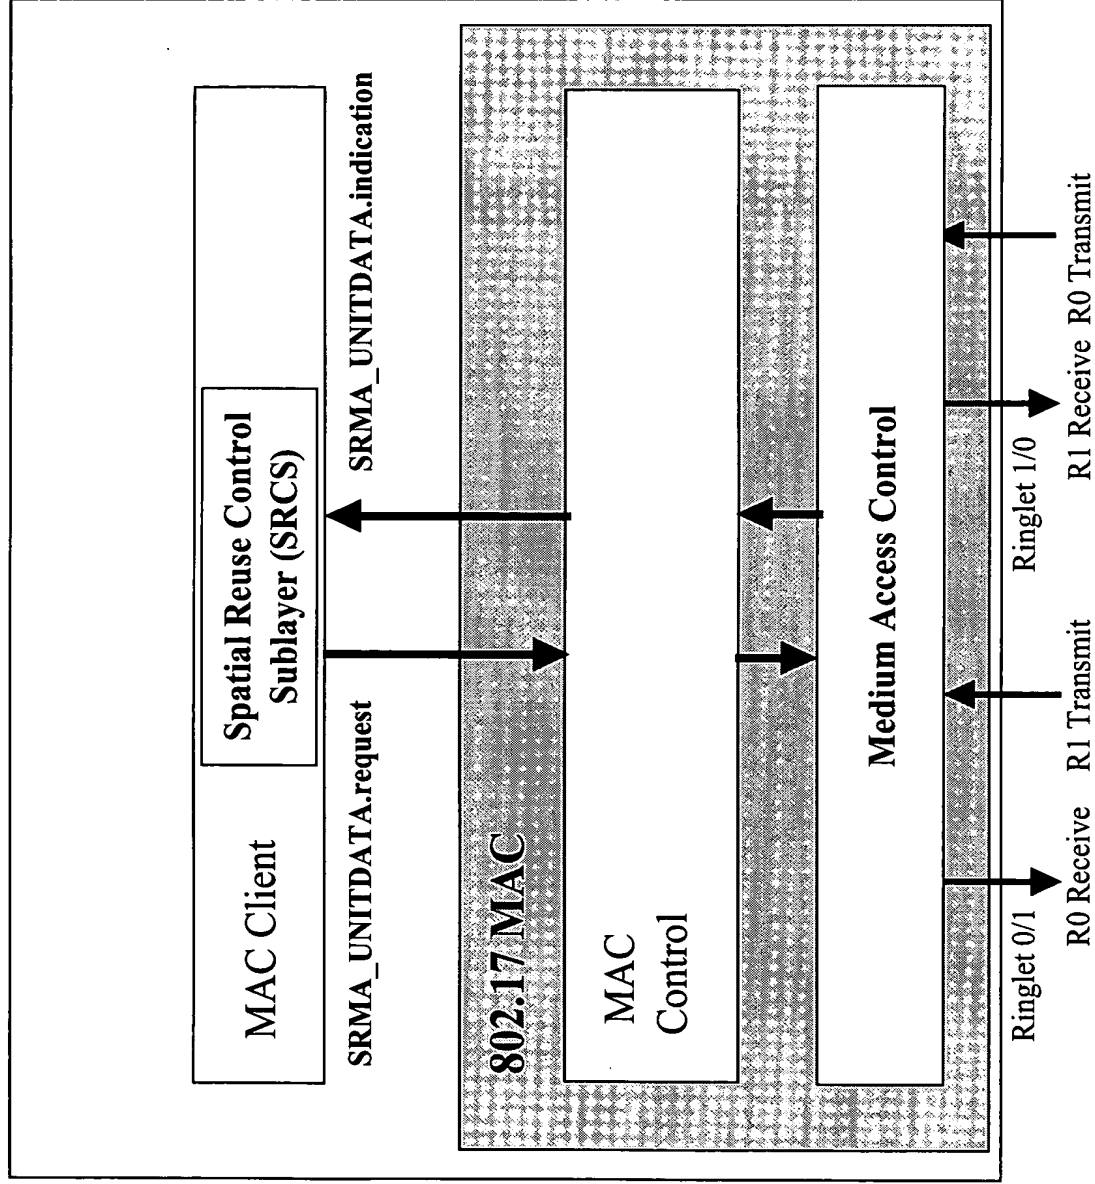 MAC Client
Spatial Reuse Control
Sublayer (SRCS)
SRMA_UNITDATA.request
SRMA_UNITDATA.indication
802.17 MAC
MAC
Control
Medium Access Control
Ringlet 0/1
Ringlet 1/0
R0 Receive
R1 Transmit
R1 Receive
R0 Transmit